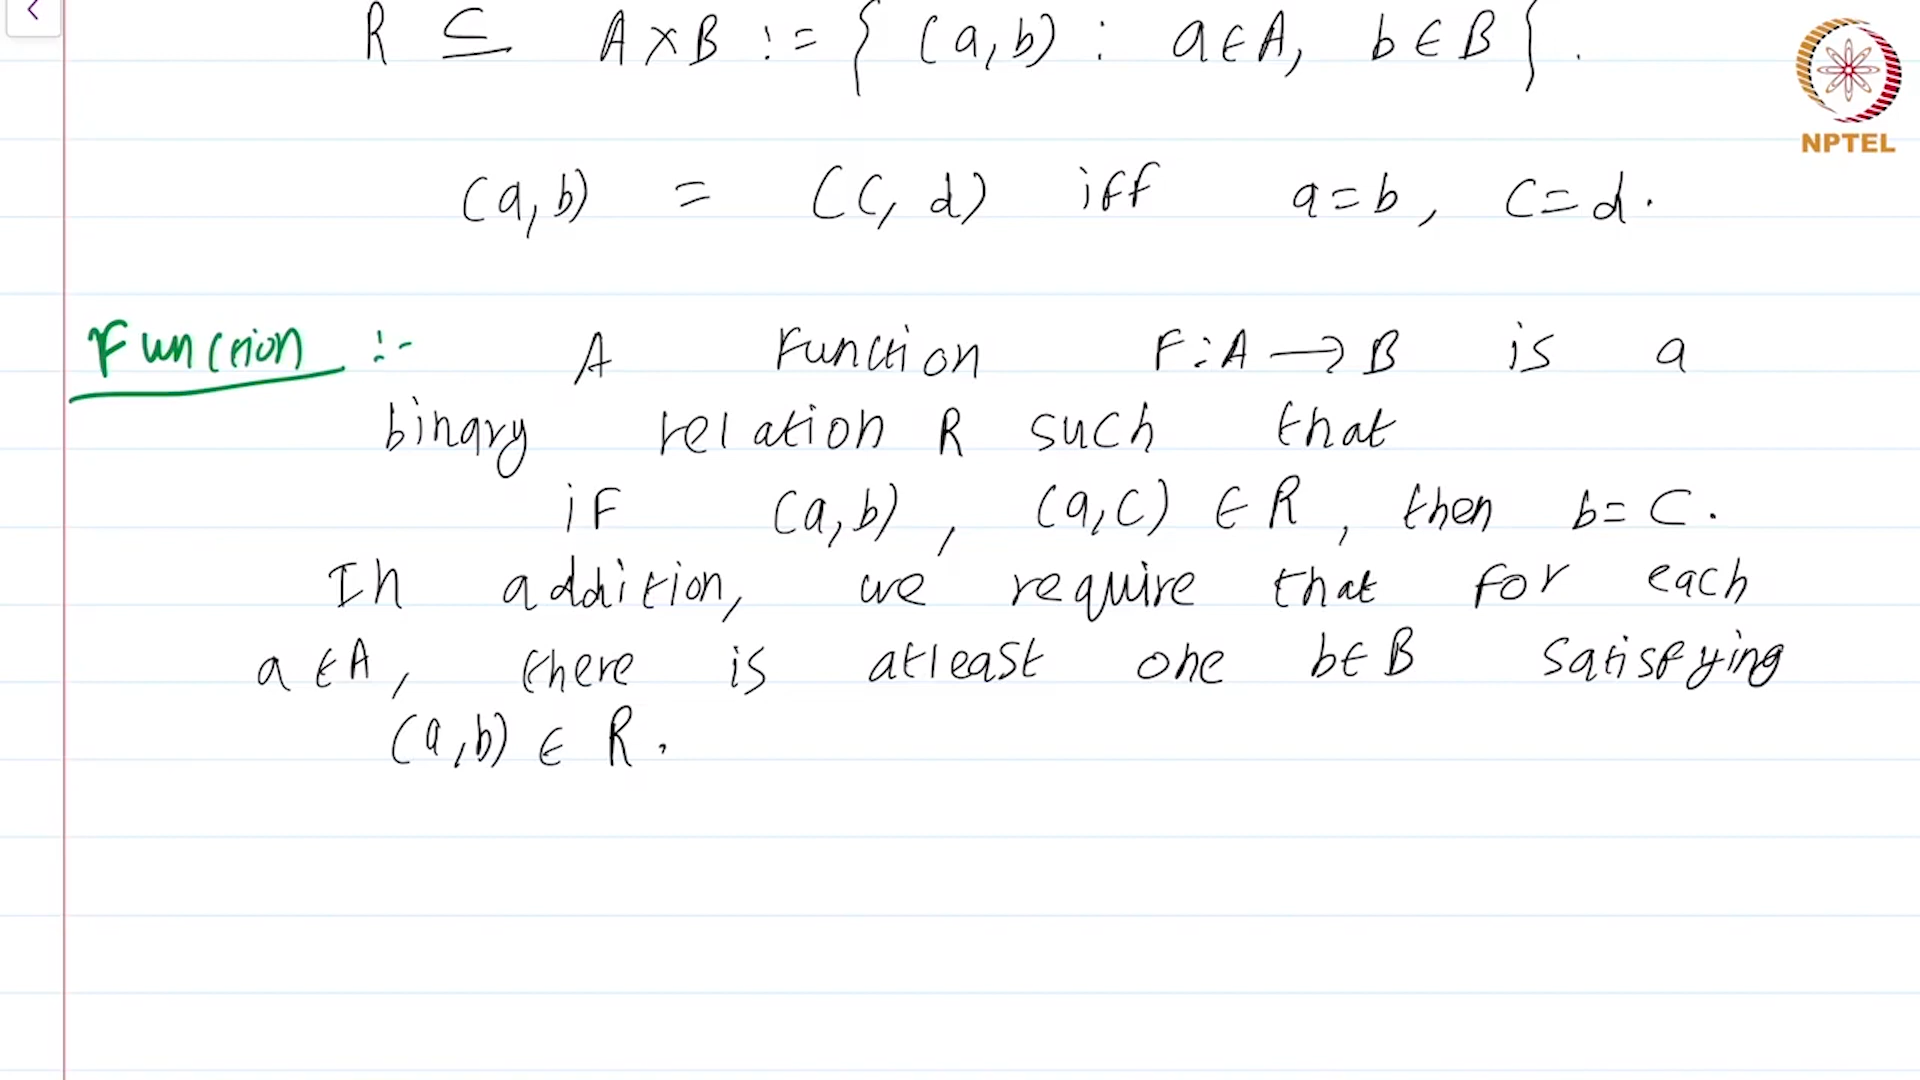 R ⊆ A×B := { (a,b) : a∈A, b∈B } .
NPTEL
(a,b) = (c,d) iff a=b, c=d.
Function :- A Function F:A→B is a
binary relation R such that
if (a,b), (a,c) ∈ R, then b=c.
In addition, we require that for each
a∈A, there is atleast one b∈B satisfying
(a,b) ∈ R.